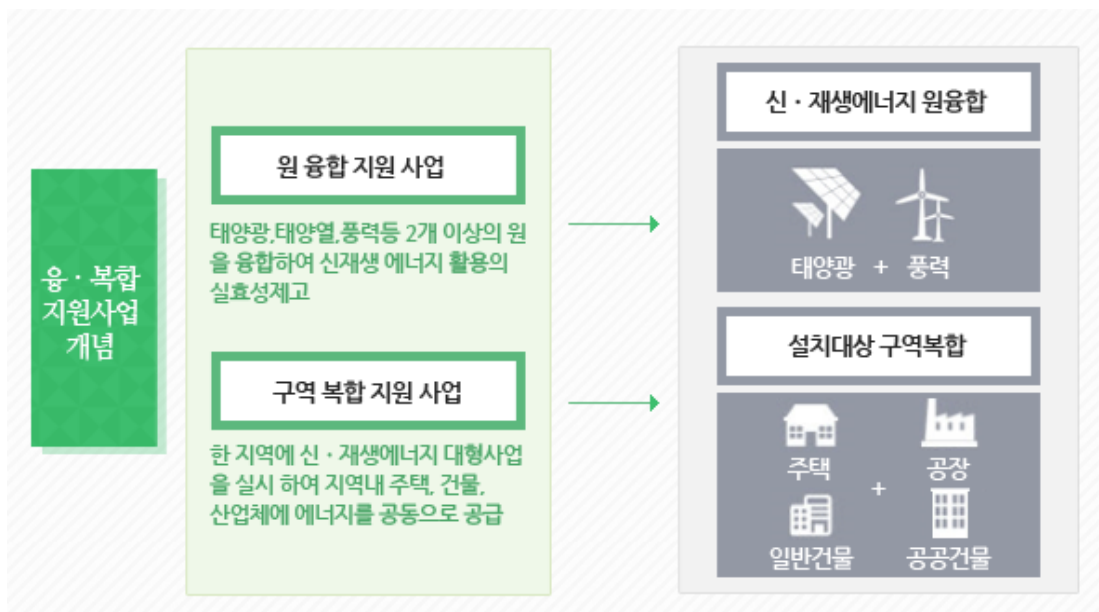 융 · 복합
지원사업
개념
원 융합 지원 사업
태양광,태양열,풍력등 2개 이상의 원
을 융합하여 신재생 에너지 활용의
실효성제고
구역 복합 지원 사업
한 지역에 신 · 재생에너지 대형사업
을 실시 하여 지역내 주택, 건물,
산업체에 에너지를 공동으로 공급
신 · 재생에너지 원융합
태양광 + 풍력
설치대상 구역복합
주택 공장
+
일반건물 공공건물